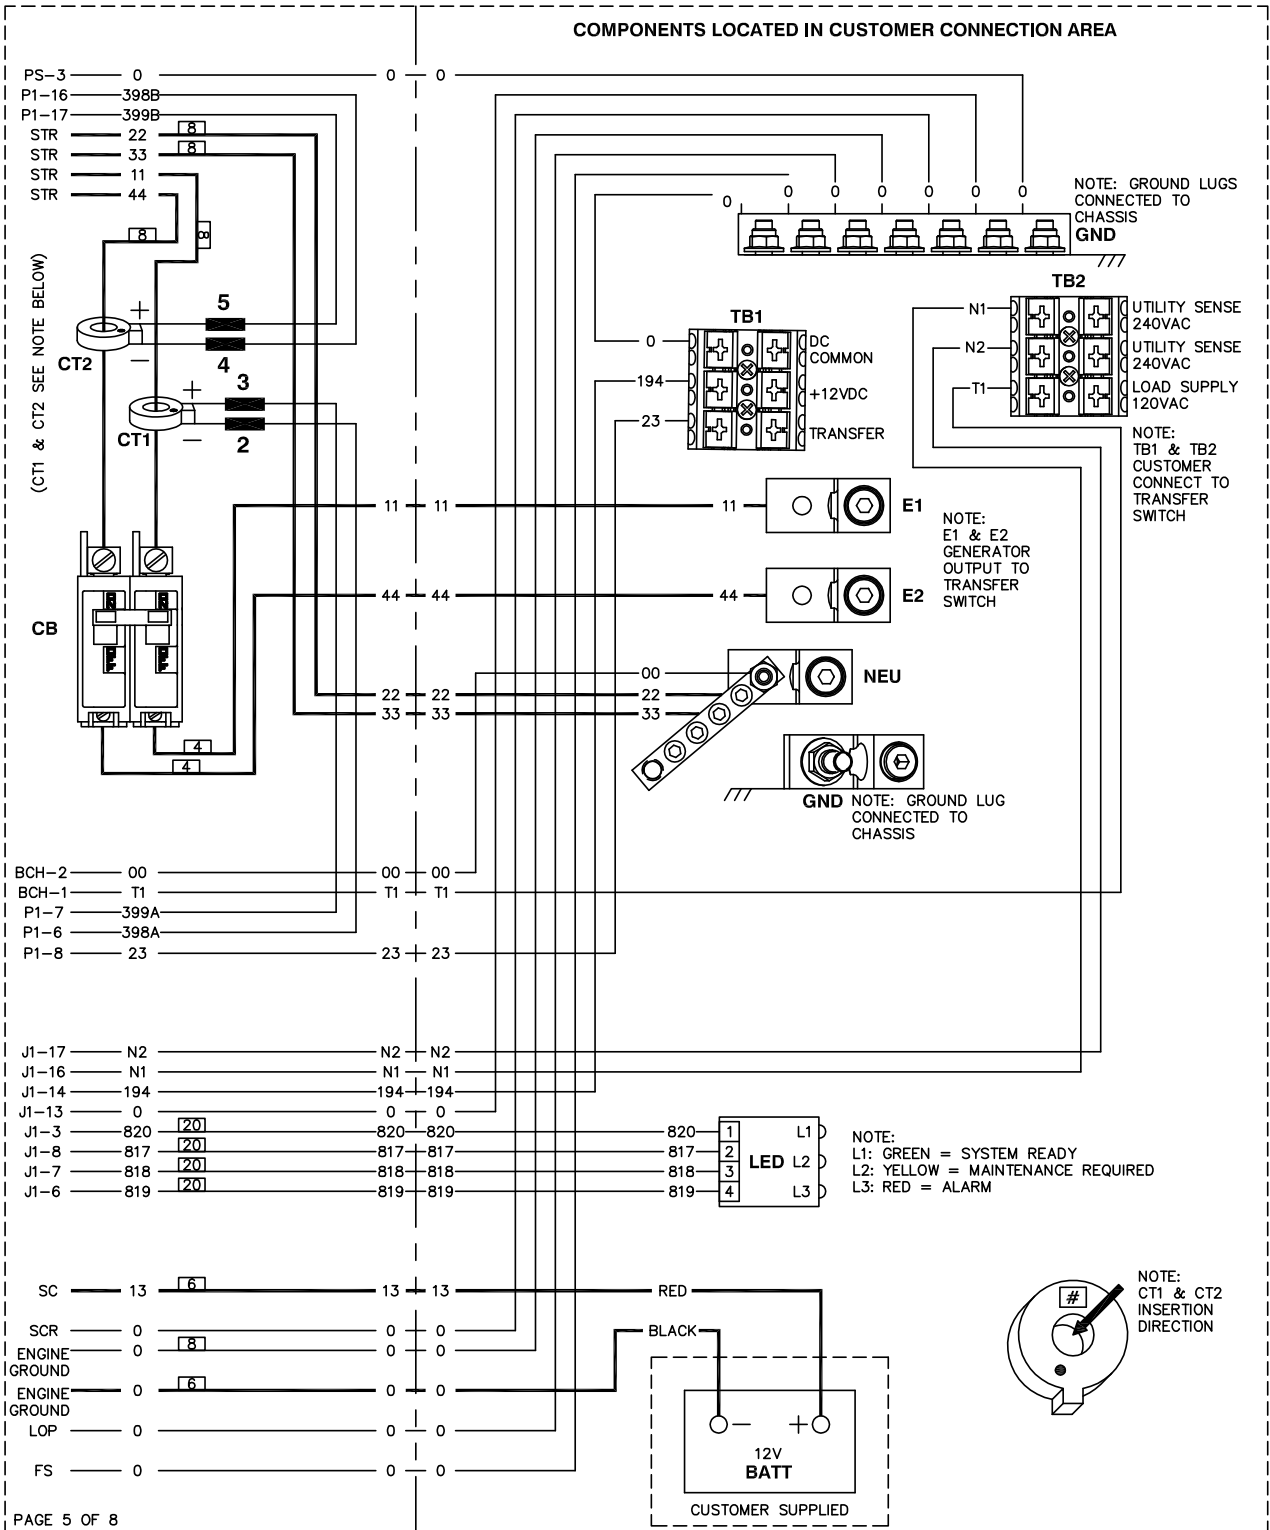 COMPONENTS LOCATED IN CUSTOMER CONNECTION AREA
PS-3 0 0 0
P1-16 398B
P1-17 399B
STR 22 8
STR 33 8
STR 11
STR 44
8
8
0 0 0 0 0 0 0
NOTE: GROUND LUGS
CONNECTED TO
CHASSIS
GND
(CT1 & CT2 SEE NOTE BELOW)
+ 5
- 4
CT2
+ 3
- 2
CT1
TB1
0 DC
COMMON
194 +12VDC
23 TRANSFER
TB2
N1 UTILITY SENSE
240VAC
N2 UTILITY SENSE
240VAC
T1 LOAD SUPPLY
120VAC
NOTE:
TB1 & TB2
CUSTOMER
CONNECT TO
TRANSFER
SWITCH
11 11 11 E1
NOTE:
E1 & E2
GENERATOR
OUTPUT TO
TRANSFER
SWITCH
44 44 44 E2
CB
00 NEU
22 22 22
33 33 33
4
4
GND
NOTE: GROUND LUG
CONNECTED TO
CHASSIS
BCH-2 00 00 00
BCH-1 T1 T1 T1
P1-7 399A
P1-6 398A
P1-8 23 23 23
J1-17 N2 N2 N2
J1-16 N1 N1 N1
J1-14 194 194 194
J1-13 0 0 0
J1-3 820 20 820 820 820 1 L1
J1-8 817 20 817 817 817 2
LED L2
J1-7 818 20 818 818 818 3
J1-6 819 20 819 819 819 4 L3
NOTE:
L1: GREEN = SYSTEM READY
L2: YELLOW = MAINTENANCE REQUIRED
L3: RED = ALARM
SC 13 6 13 13 RED
SCR 0 0 0
BLACK
ENGINE
GROUND 0 8 0 0
ENGINE
GROUND 0 6 0 0
LOP 0 0 0
FS 0 0 0
- +
12V
BATT
CUSTOMER SUPPLIED
#
NOTE:
CT1 & CT2
INSERTION
DIRECTION
PAGE 5 OF 8